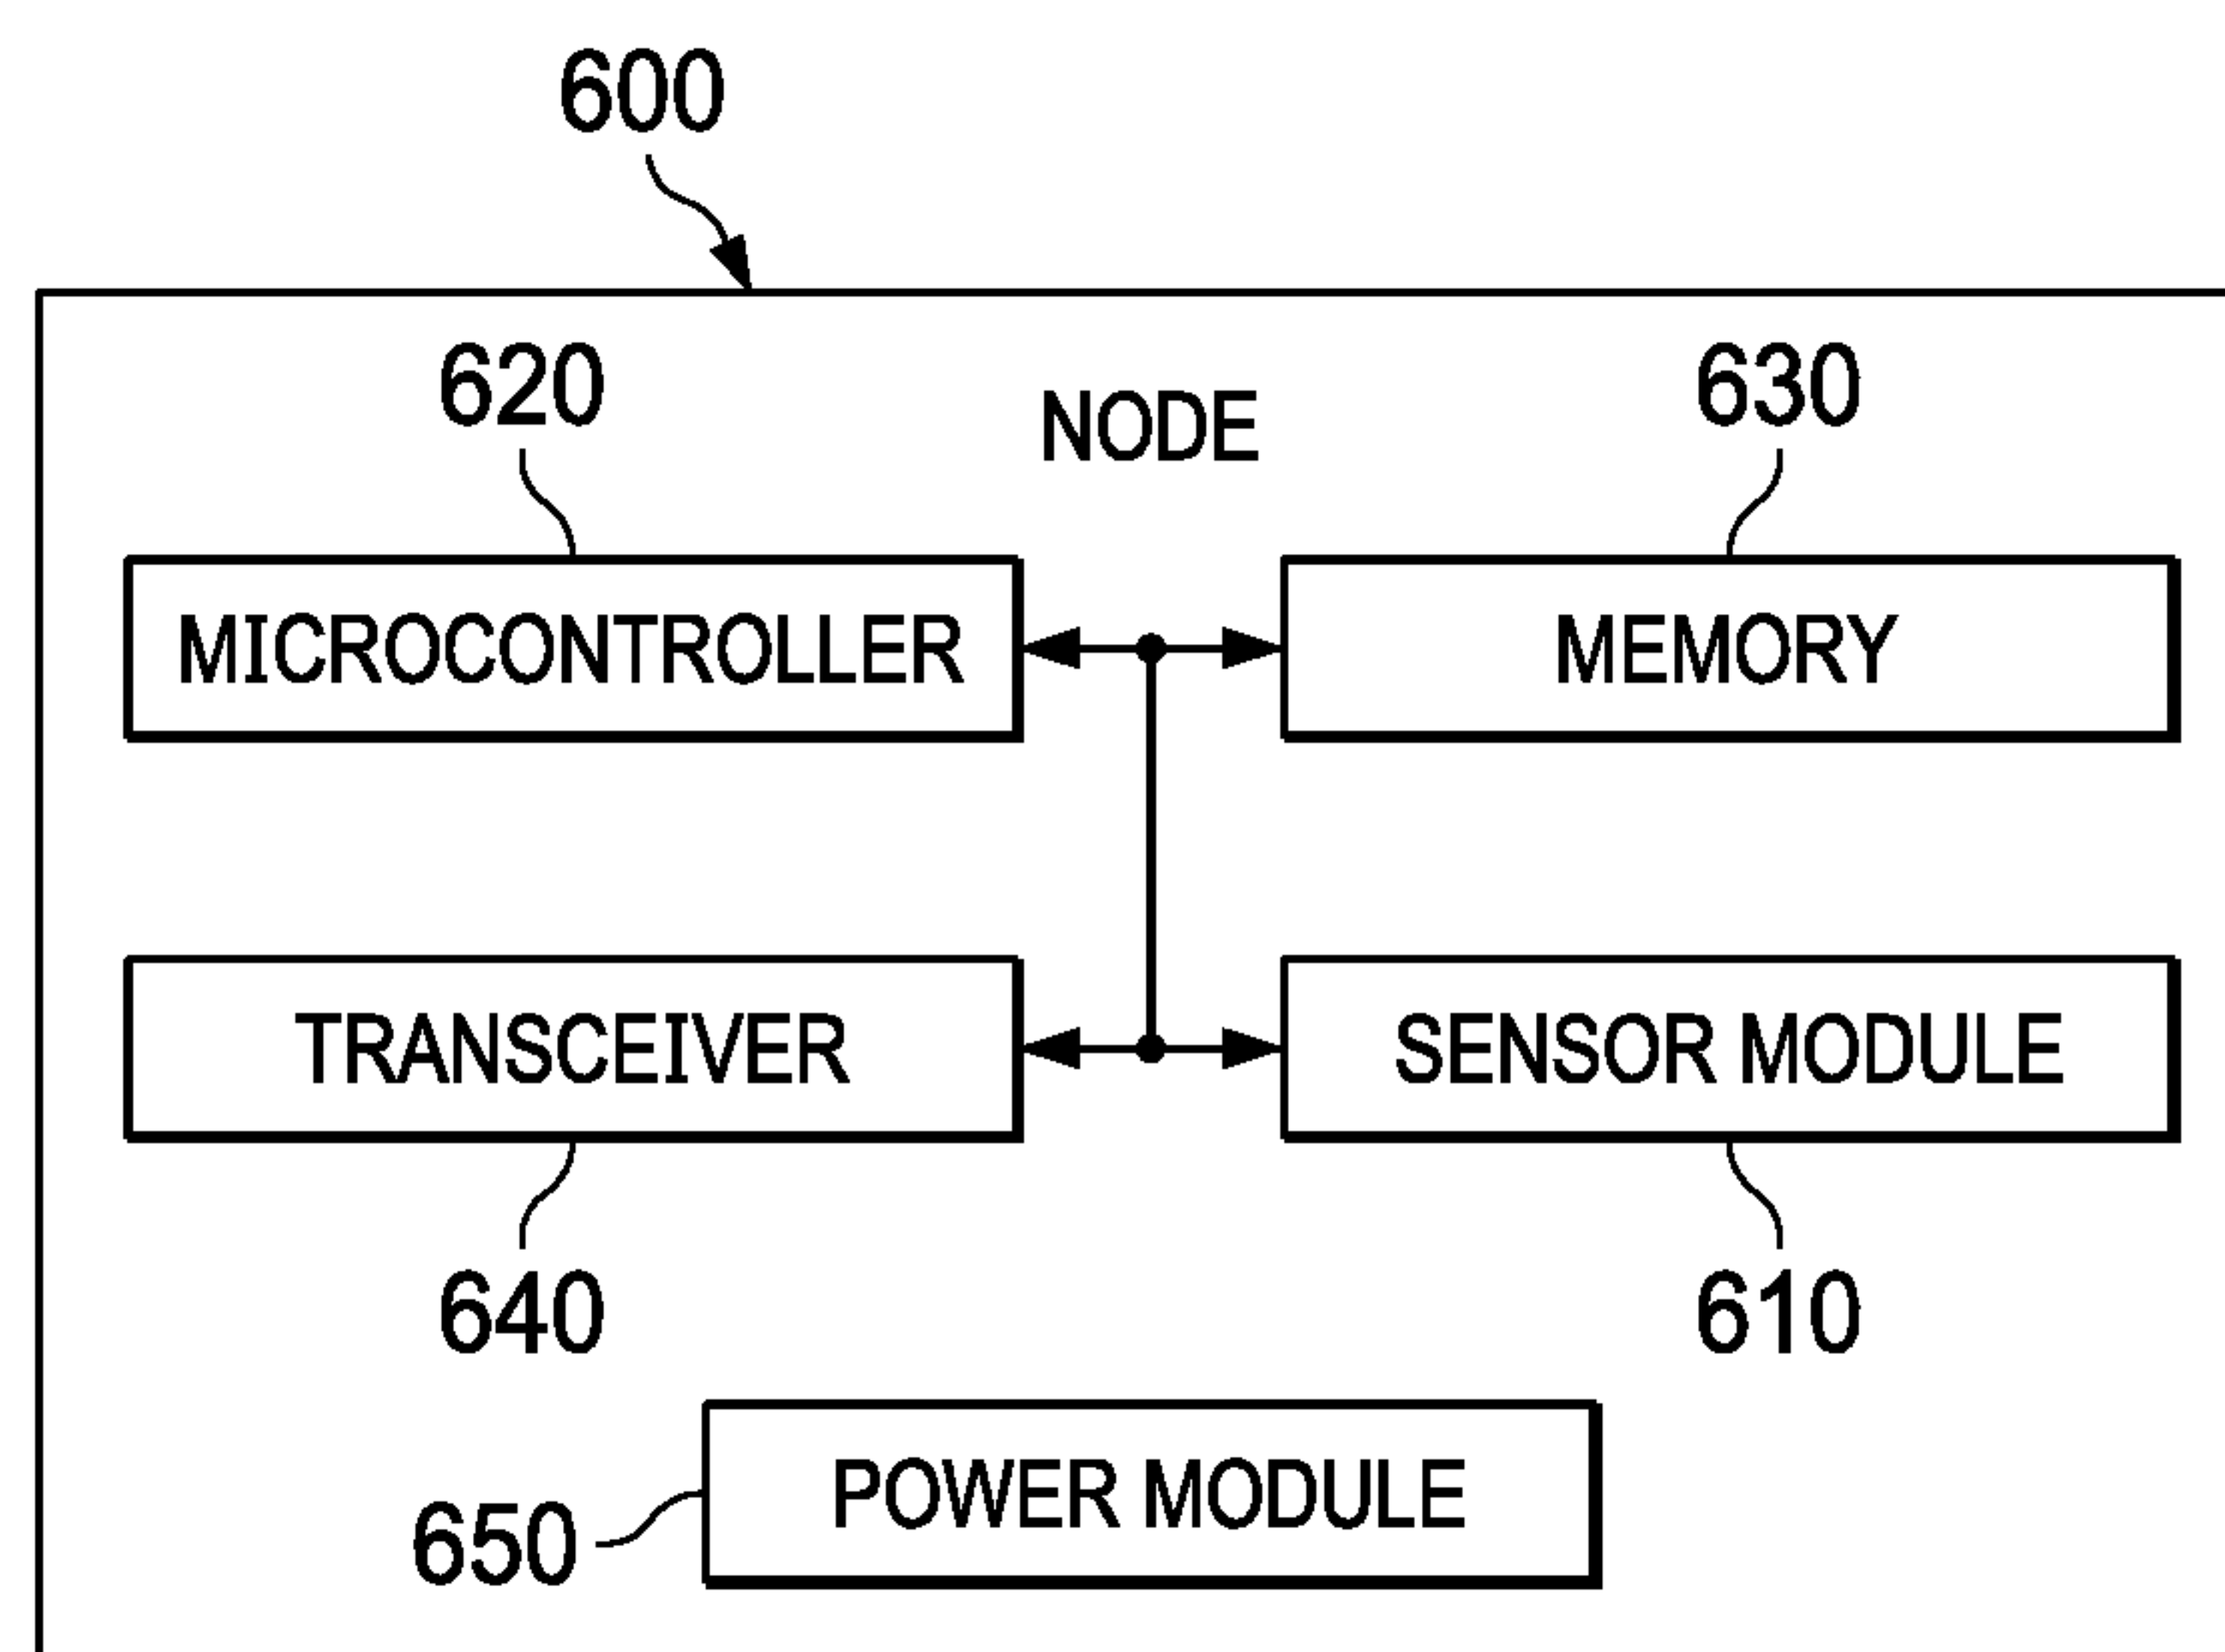 600
620
NODE
630
MICROCONTROLLER
MEMORY
TRANSCEIVER
SENSOR MODULE
640
610
POWER MODULE
650